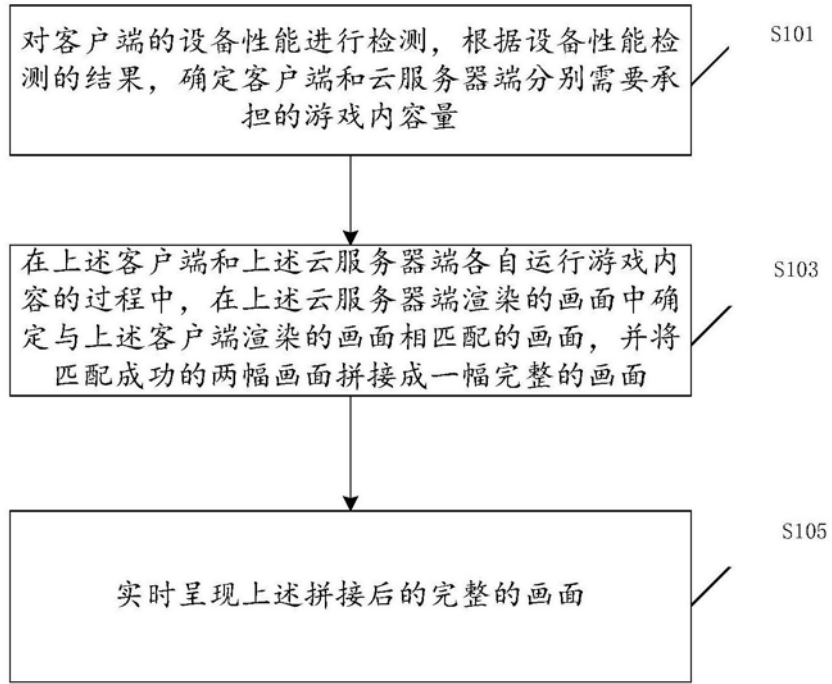 对客户端的设备性能进行检测，根据设备性能检
测的结果，确定客户端和云服务器端分别需要承
担的游戏内容量
S101
在上述客户端和上述云服务器端各自运行游戏内
容的过程中，在上述云服务器端渲染的画面中确
定与上述客户端渲染的画面相匹配的画面，并将
匹配成功的两幅画面拼接成一幅完整的画面
S103
实时呈现上述拼接后的完整的画面
S105